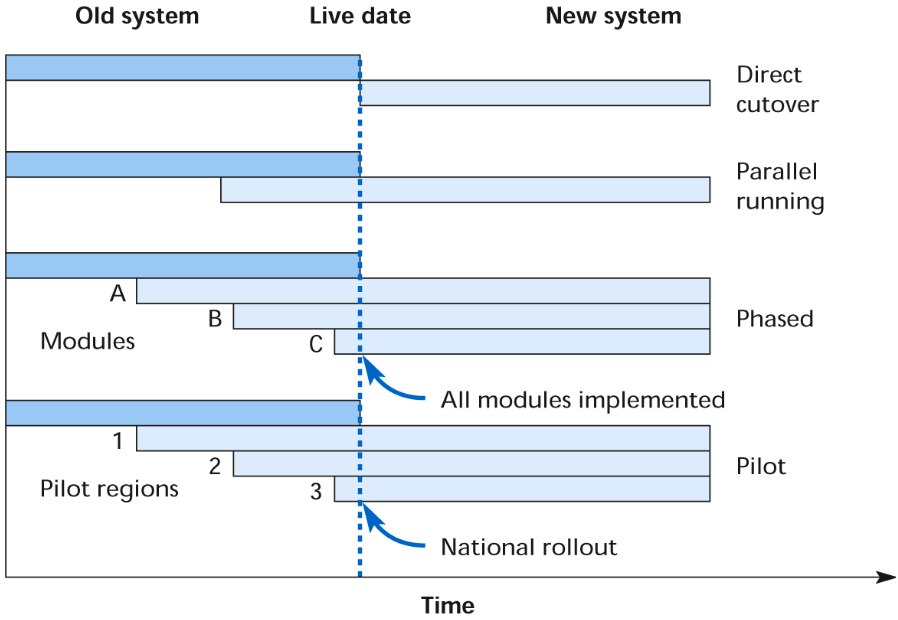 Old system
Live date
New system
Direct
cutover
Parallel
running
A
B
C
Modules
Phased
All modules implemented
1
2
3
Pilot regions
Pilot
National rollout
Time